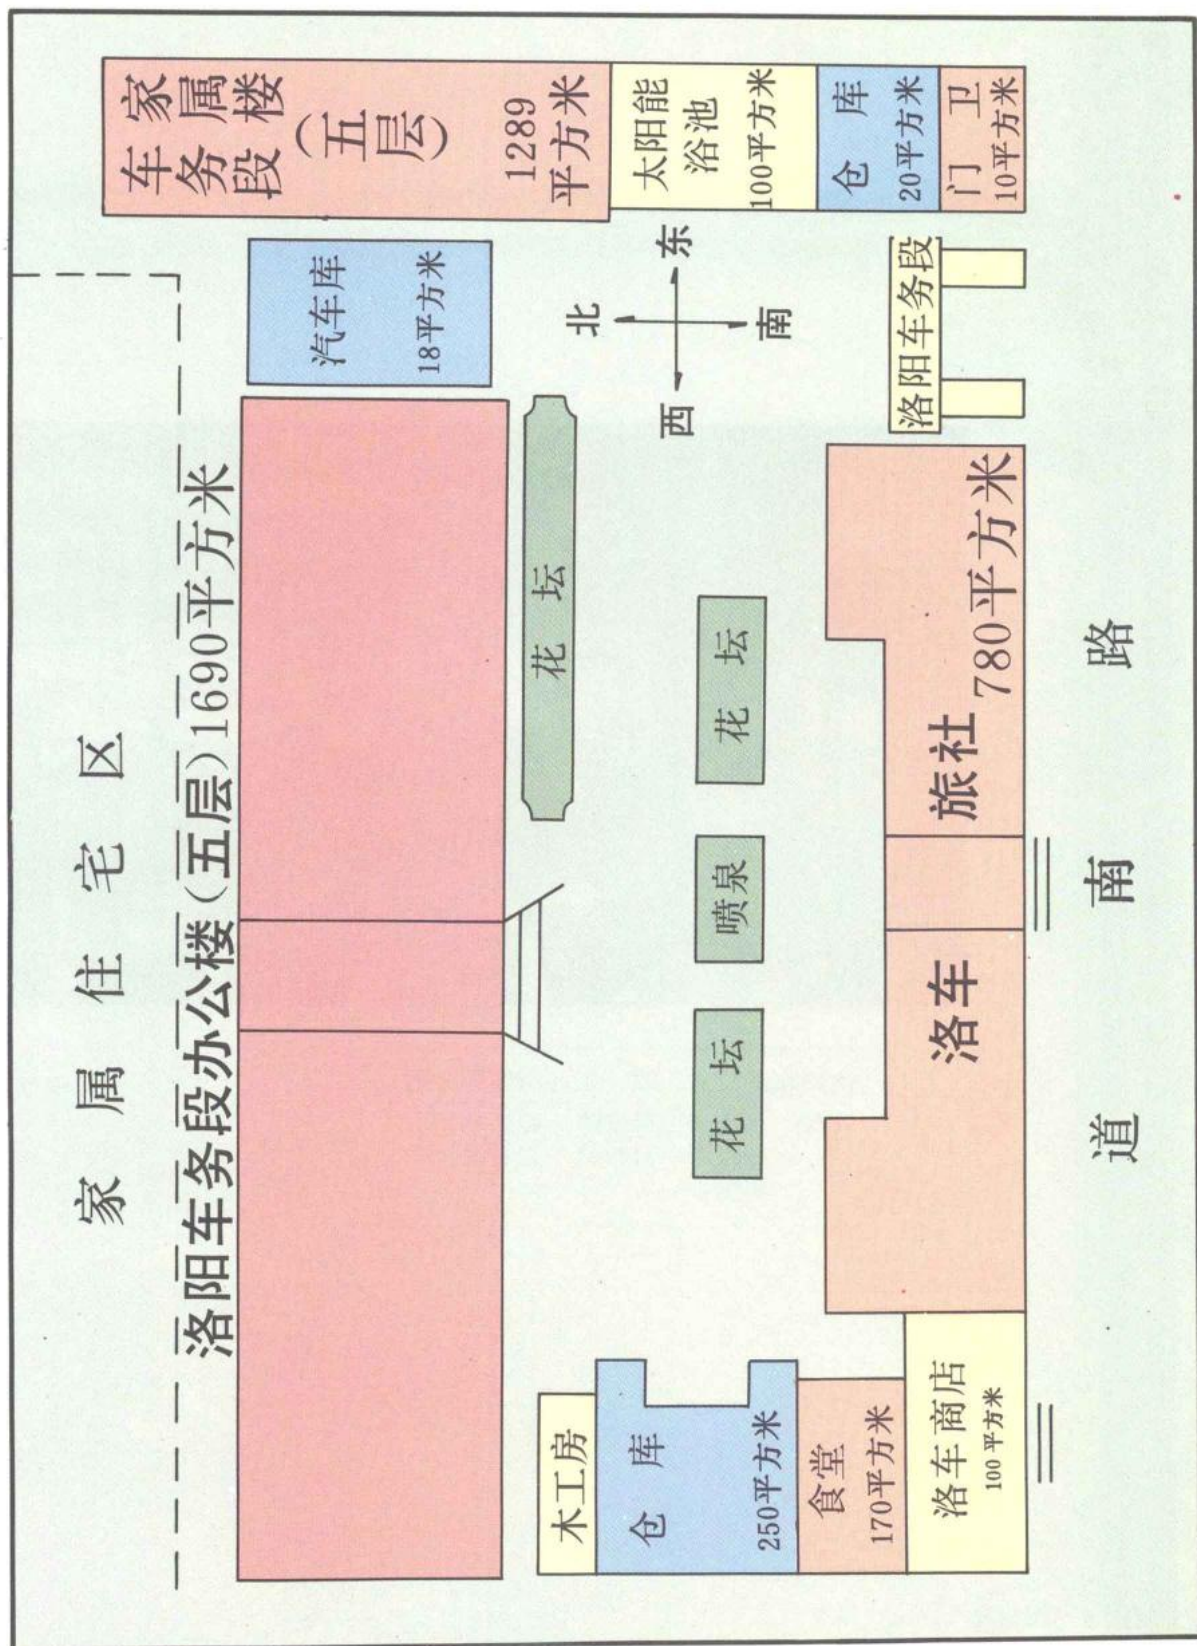 家属住宅区
洛阳车务段办公楼(五层)1690平方米
车务段
家属楼
(五层)
1289
平方米
汽车库
18平方米
花坛
北
西
东
南
太阳能
浴池
100平方米
木工房
仓库
250平方米
花坛
喷泉
花坛
仓库
20平方米
食堂
170平方米
洛车旅社
780平方米
洛阳车务段
门卫
10平方米
洛车商店
100平方米
道南路